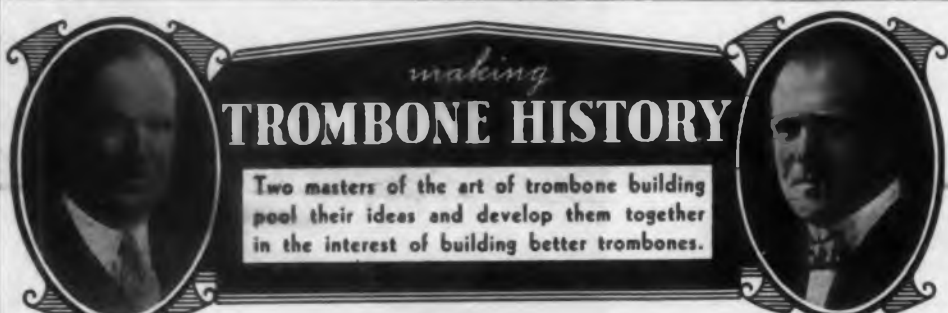 making
TROMBONE HISTORY
Two masters of the art of trombone building
pool their ideas and develop them together
in the interest of building better trombones.